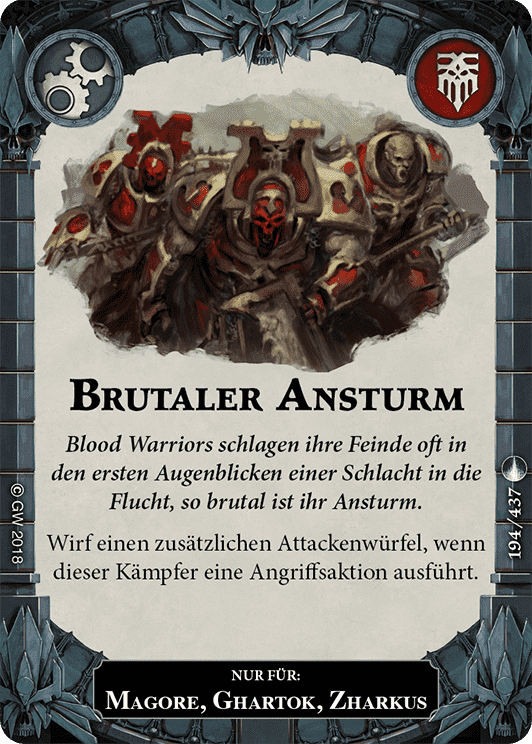 BRUTALER ANSTURM
Blood Warriors schlagen ihre Feinde oft in
den ersten Augenblicken einer Schlacht in die
Flucht, so brutal ist ihr Ansturm.
Wirf einen zusätzlichen Attackenwürfel, wenn
dieser Kämpfer eine Angriffsaktion ausführt.
© GW 2018
194/437
NUR FÜR:
MAGORE, GHARTOK, ZHARKUS